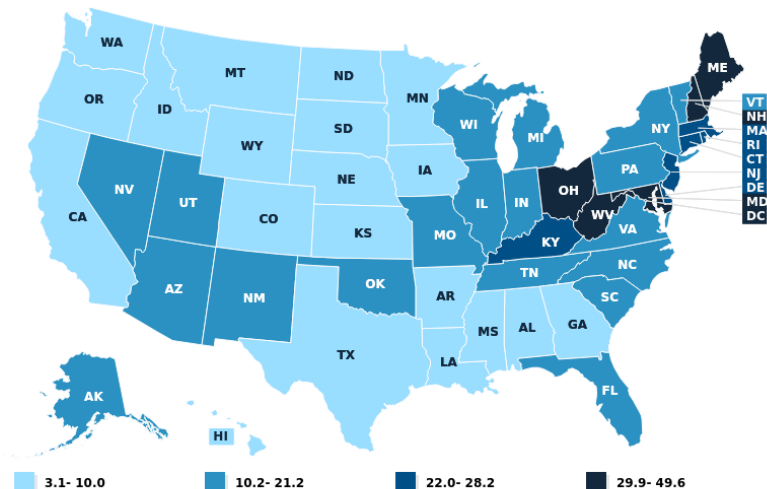 WA
ME
MT
ND
OR
MN
VT
ID
NH
SD
WI
NY
MA
WY
MI
RI
CT
IA
PA
NE
NJ
NV
OH
DE
UT
IL
IN
MD
CA
CO
WV
DC
KS
MO
KY
VA
NC
TN
AZ
OK
NM
AR
SC
MS
AL
GA
TX
LA
FL
AK
HI
3.1- 10.0
10.2- 21.2
22.0- 28.2
29.9- 49.6